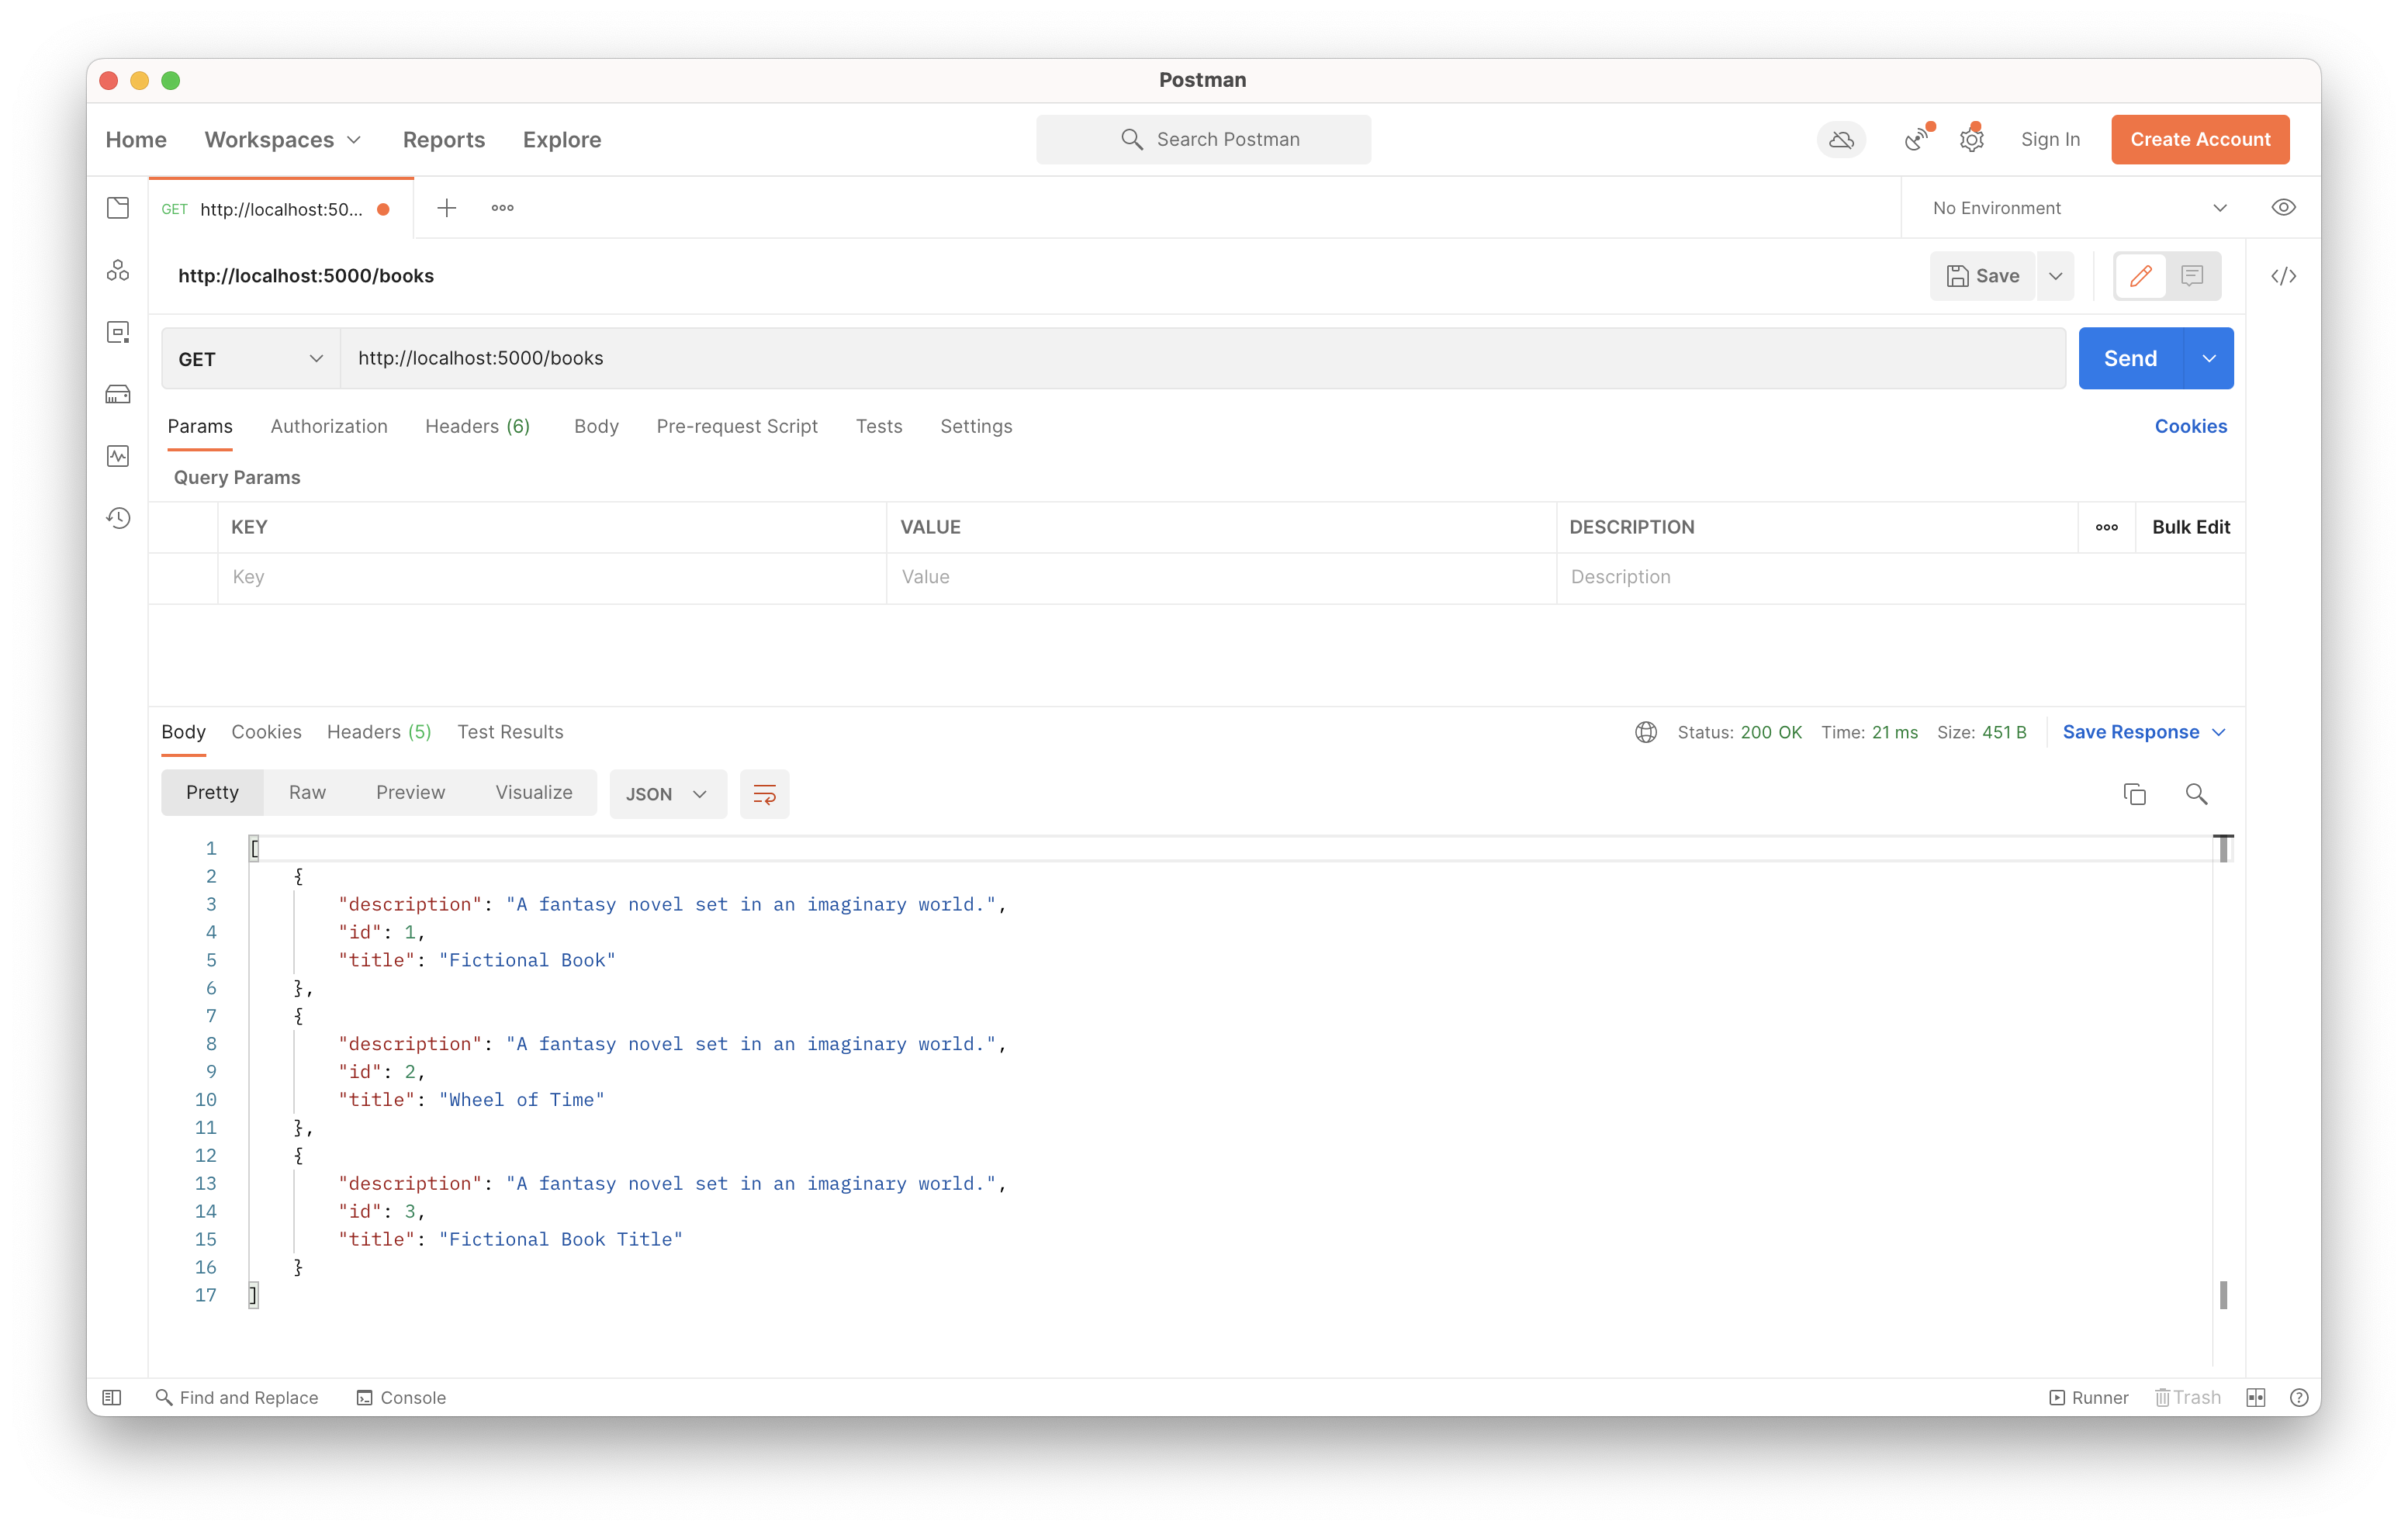 Postman
Home Workspaces Reports Explore Search Postman Sign In Create Account
GET http://localhost:50... No Environment
http://localhost:5000/books Save
GET http://localhost:5000/books Send
Params Authorization Headers (6) Body Pre-request Script Tests Settings Cookies
Query Params
KEY VALUE DESCRIPTION Bulk Edit
Key Value Description
Body Cookies Headers (5) Test Results Status: 200 OK Time: 21 ms Size: 451 B Save Response
Pretty Raw Preview Visualize JSON
1 [
2 {
3 "description": "A fantasy novel set in an imaginary world.",
4 "id": 1,
5 "title": "Fictional Book"
6 },
7 {
8 "description": "A fantasy novel set in an imaginary world.",
9 "id": 2,
10 "title": "Wheel of Time"
11 },
12 {
13 "description": "A fantasy novel set in an imaginary world.",
14 "id": 3,
15 "title": "Fictional Book Title"
16 }
17 ]
Find and Replace Console Runner Trash